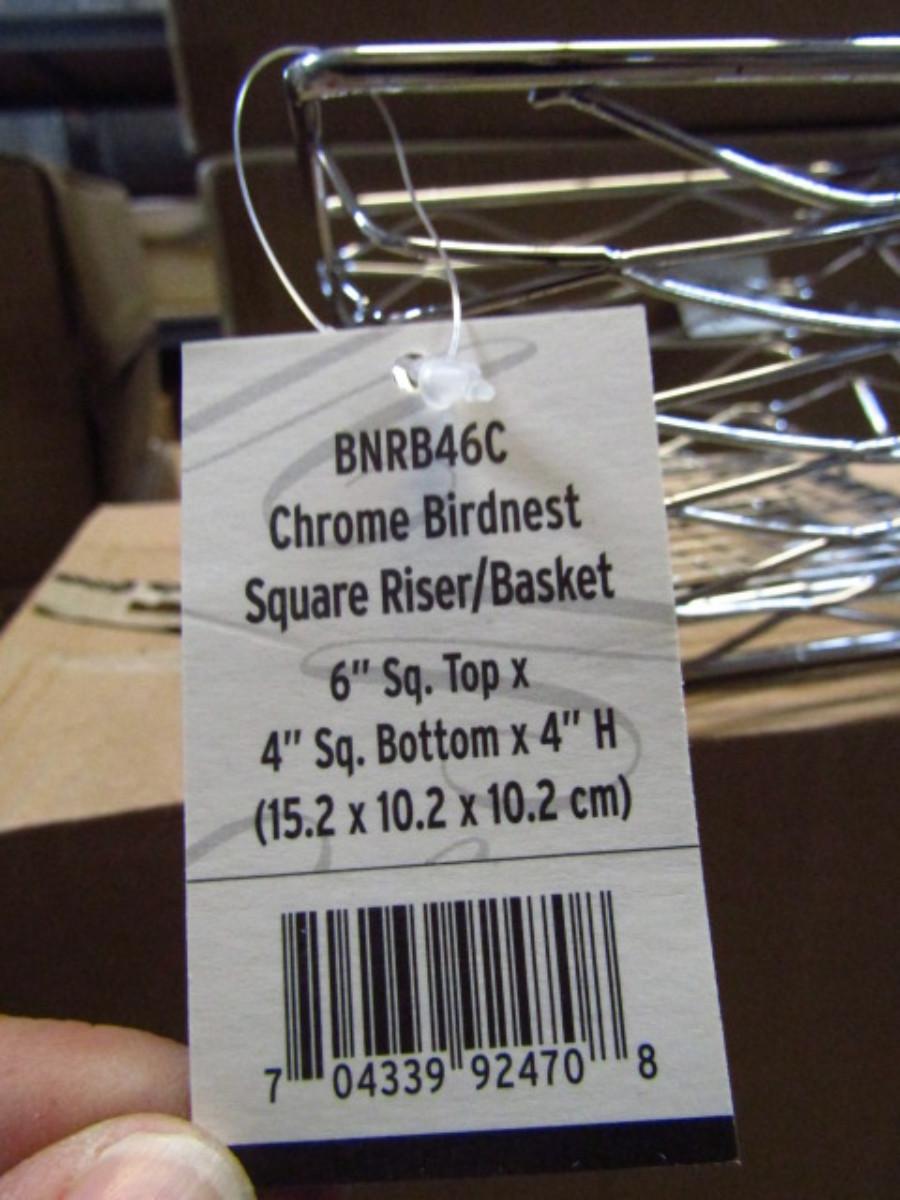 BNRB46C
Chrome Birdnest
Square Riser/Basket
6" Sq. Top x
4" Sq. Bottom x 4" H
(15.2 x 10.2 x 10.2 cm)
7 04339 92470 8